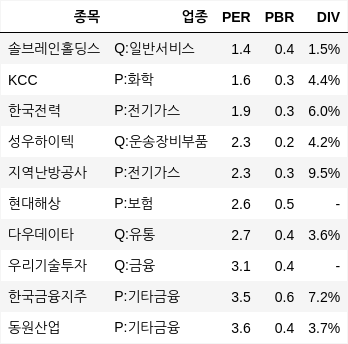 종목 업종 PER PBR DIV
솔브레인홀딩스 Q:일반서비스 1.4 0.4 1.5%
KCC P:화학 1.6 0.3 4.4%
한국전력 P:전기가스 1.9 0.3 6.0%
성우하이텍 Q:운송장비부품 2.3 0.2 4.2%
지역난방공사 P:전기가스 2.3 0.3 9.5%
현대해상 P:보험 2.6 0.5 -
다우데이타 Q:유통 2.7 0.4 3.6%
우리기술투자 Q:금융 3.1 0.4 -
한국금융지주 P:기타금융 3.5 0.6 7.2%
동원산업 P:기타금융 3.6 0.4 3.7%